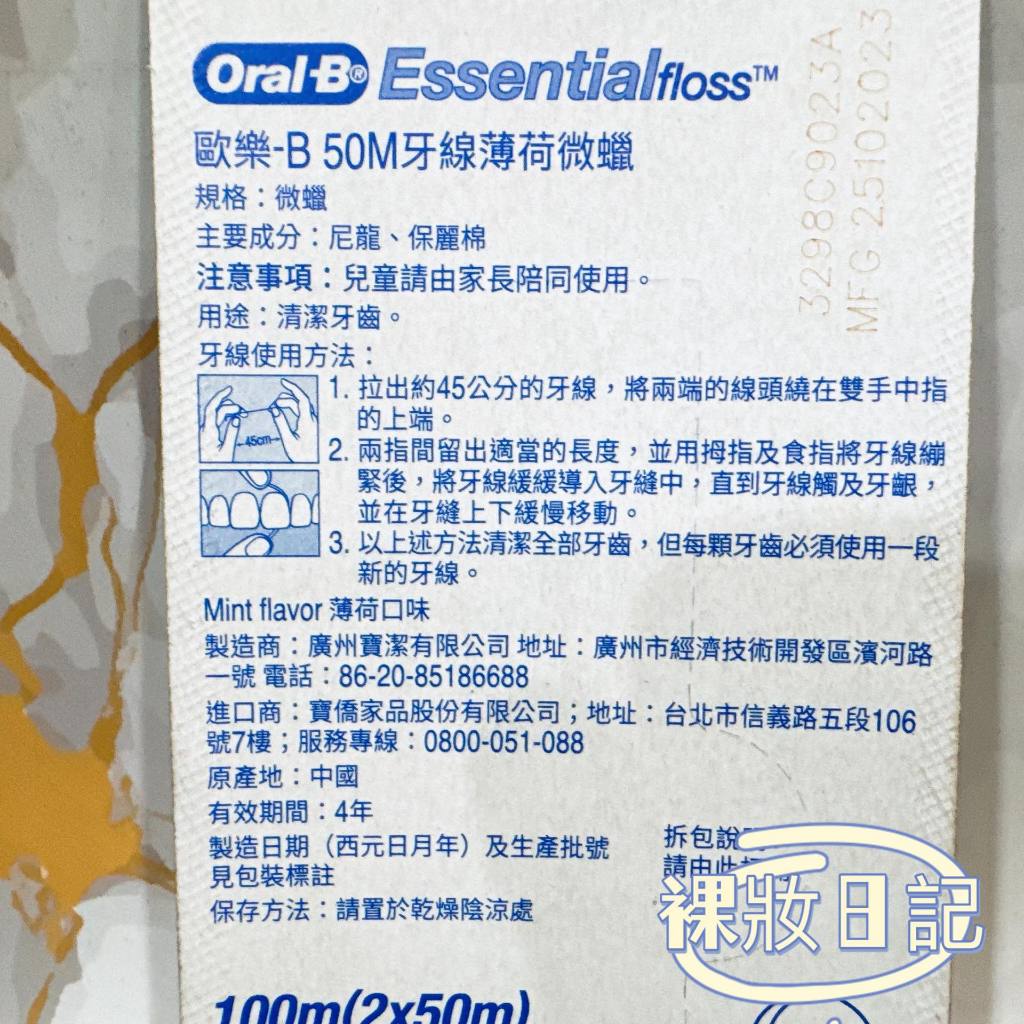 Oral-B® Essentialfloss™
歐樂-B 50M牙線薄荷微蠟
規格：微蠟
主要成分：尼龍、保麗棉
注意事項：兒童請由家長陪同使用。
用途：清潔牙齒。
牙線使用方法：
45cm
1. 拉出約45公分的牙線，將兩端的線頭繞在雙手中指
的上端。
2. 兩指間留出適當的長度，並用拇指及食指將牙線繃
緊後，將牙線緩緩導入牙縫中，直到牙線觸及牙齦，
並在牙縫上下緩慢移動。
3. 以上述方法清潔全部牙齒，但每顆牙齒必須使用一段
新的牙線。
Mint flavor 薄荷口味
製造商：廣州寶潔有限公司 地址：廣州市經濟技術開發區濱河路
一號 電話：86-20-85186688
進口商：寶僑家品股份有限公司；地址：台北市信義路五段106
號7樓；服務專線：0800-051-088
原產地：中國
有效期間：4年
製造日期（西元日月年）及生產批號
見包裝標註
保存方法：請置於乾燥陰涼處
拆包說
請由此
100m(2x50m)
3298C9023A
MFG 25102023
裸妝日記